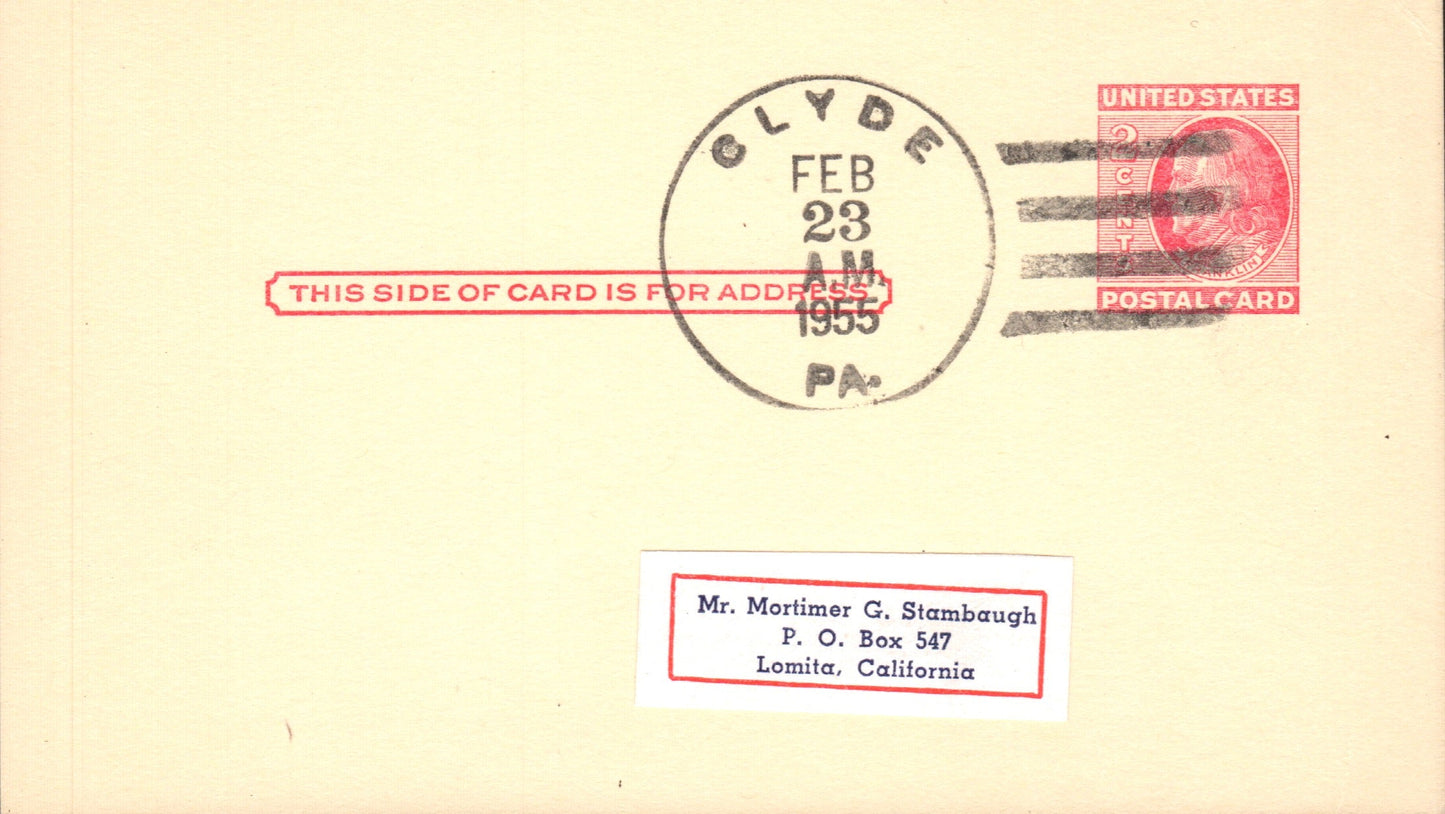 CLYDE
FEB
23
A.M.
1955
PA.
UNITED STATES
2
CENTS
FRANKLIN
POSTAL CARD
THIS SIDE OF CARD IS FOR ADDRESS
Mr. Mortimer G. Stambaugh
P. O. Box 547
Lomita, California